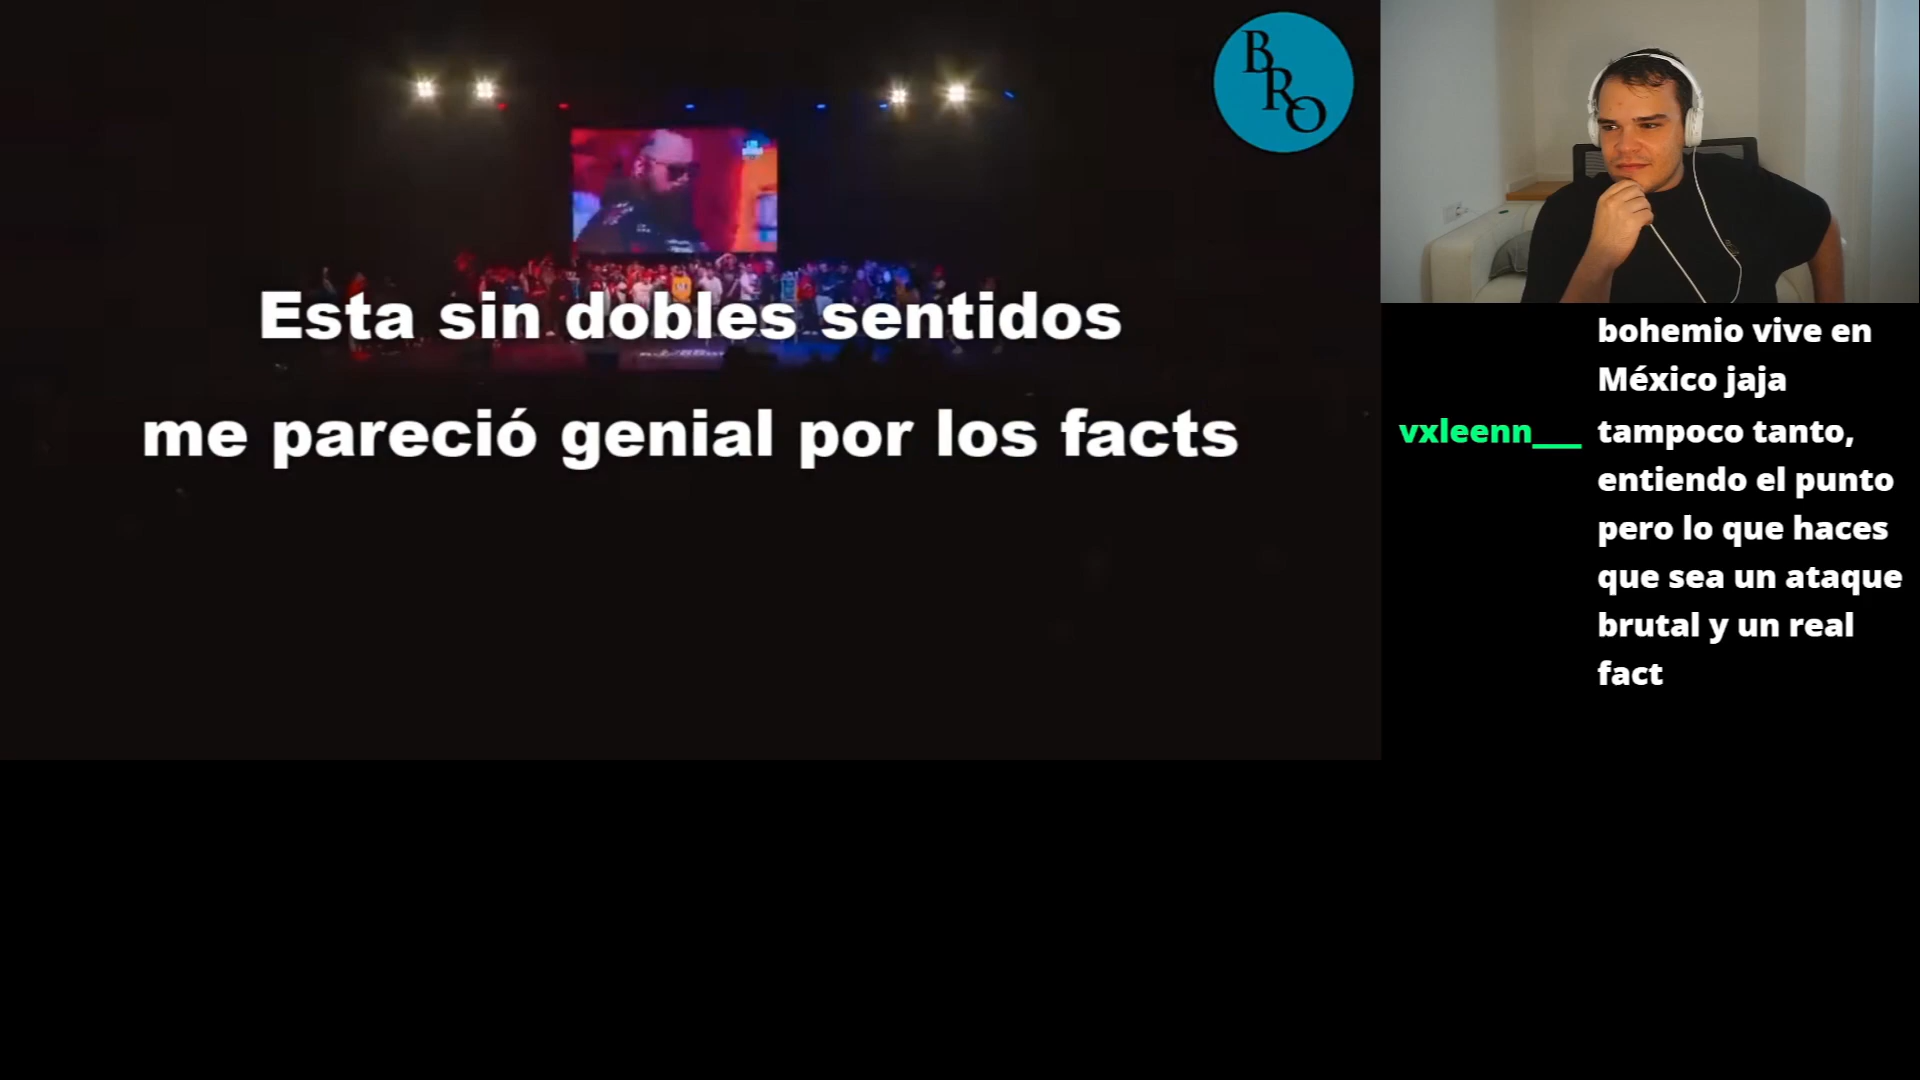 BRO
Esta sin dobles sentidos
me pareció genial por los facts
bohemio vive en
México jaja
vxleenn___ tampoco tanto,
entiendo el punto
pero lo que haces
que sea un ataque
brutal y un real
fact